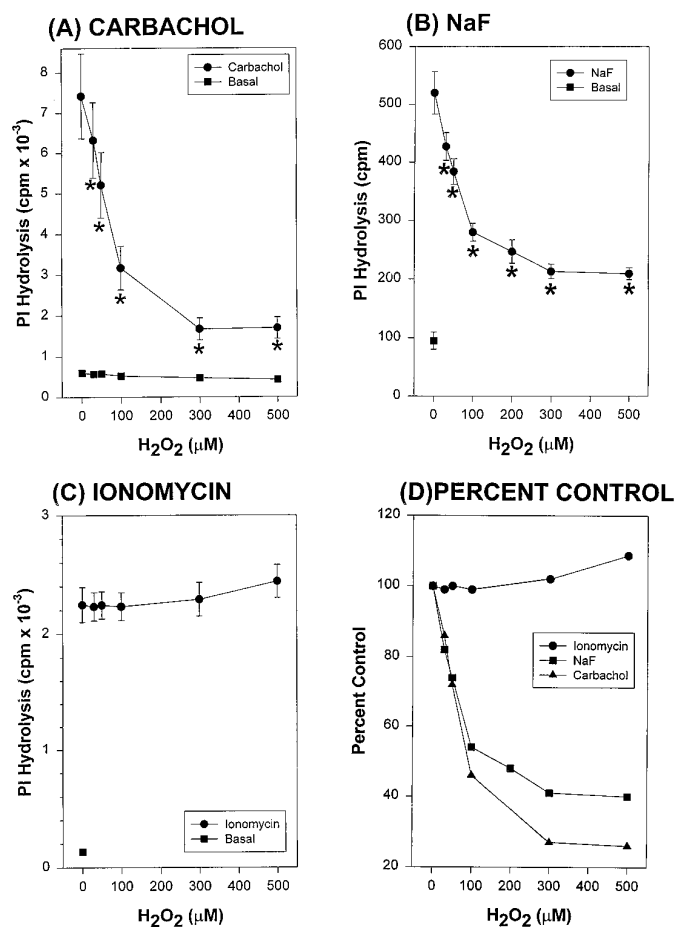 (A) CARBACHOL
PI Hydrolysis (cpm x 10-3)
8
7
6
5
4
3
2
1
0
Carbachol
Basal
*
*
*
*
*
0 100 200 300 400 500
H2O2 (μM)
(B) NaF
PI Hydrolysis (cpm)
600
500
400
300
200
100
0
NaF
Basal
*
*
*
*
*
*
0 100 200 300 400 500
H2O2 (μM)
(C) IONOMYCIN
PI Hydrolysis (cpm x 10-3)
3
2
1
0
Ionomycin
Basal
0 100 200 300 400 500
H2O2 (μM)
(D)PERCENT CONTROL
Percent Control
120
100
80
60
40
20
Ionomycin
NaF
Carbachol
0 100 200 300 400 500
H2O2 (μM)